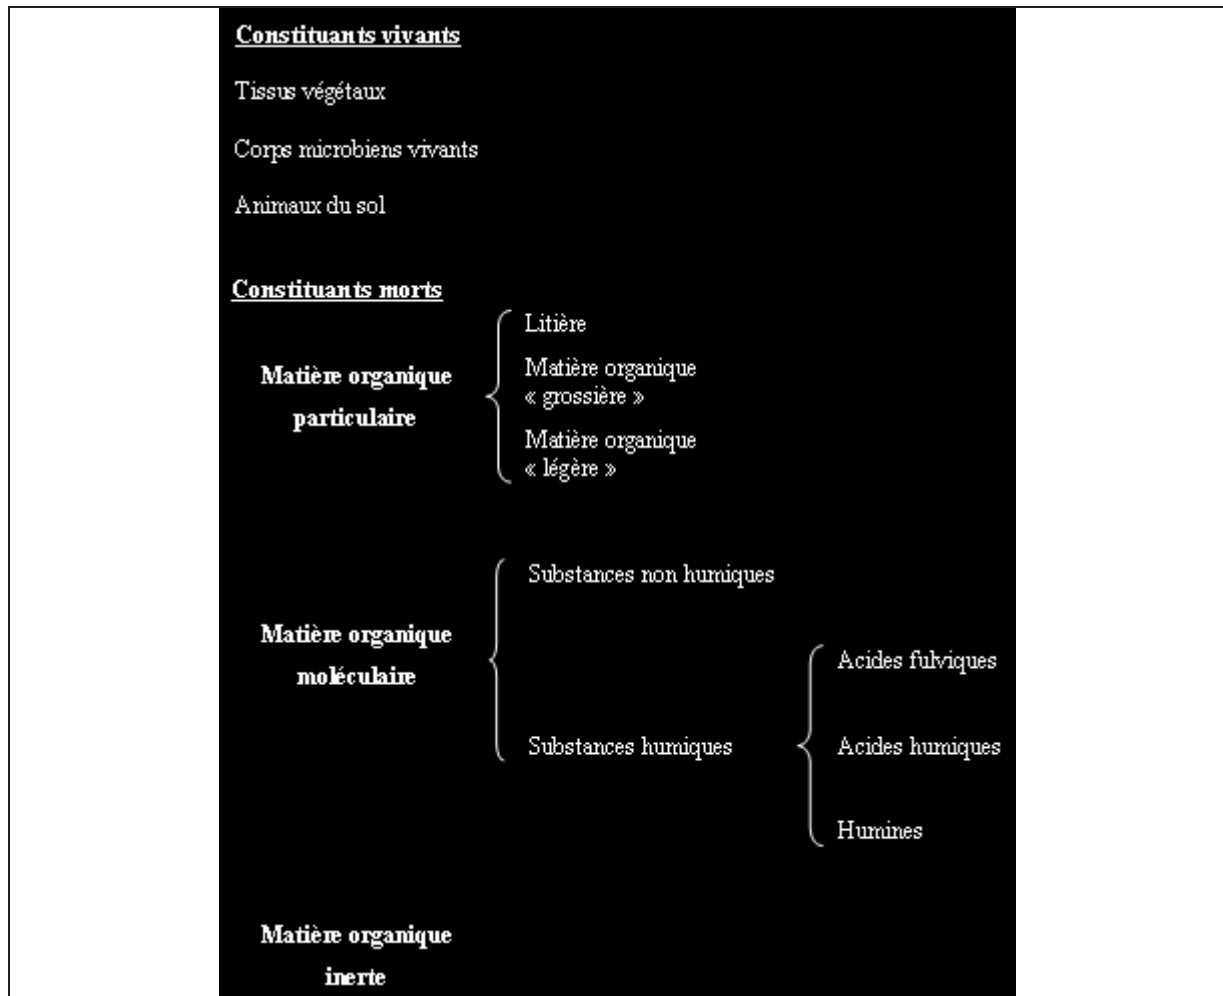 Constituants vivants
Tissus végétaux
Corps microbiens vivants
Animaux du sol
Constituants morts
Matière organique
particulaire
Litière
Matière organique
« grossière »
Matière organique
« légère »
Matière organique
moléculaire
Substances non humiques
Substances humiques
Acides fulviques
Acides humiques
Humines
Matière organique
inerte